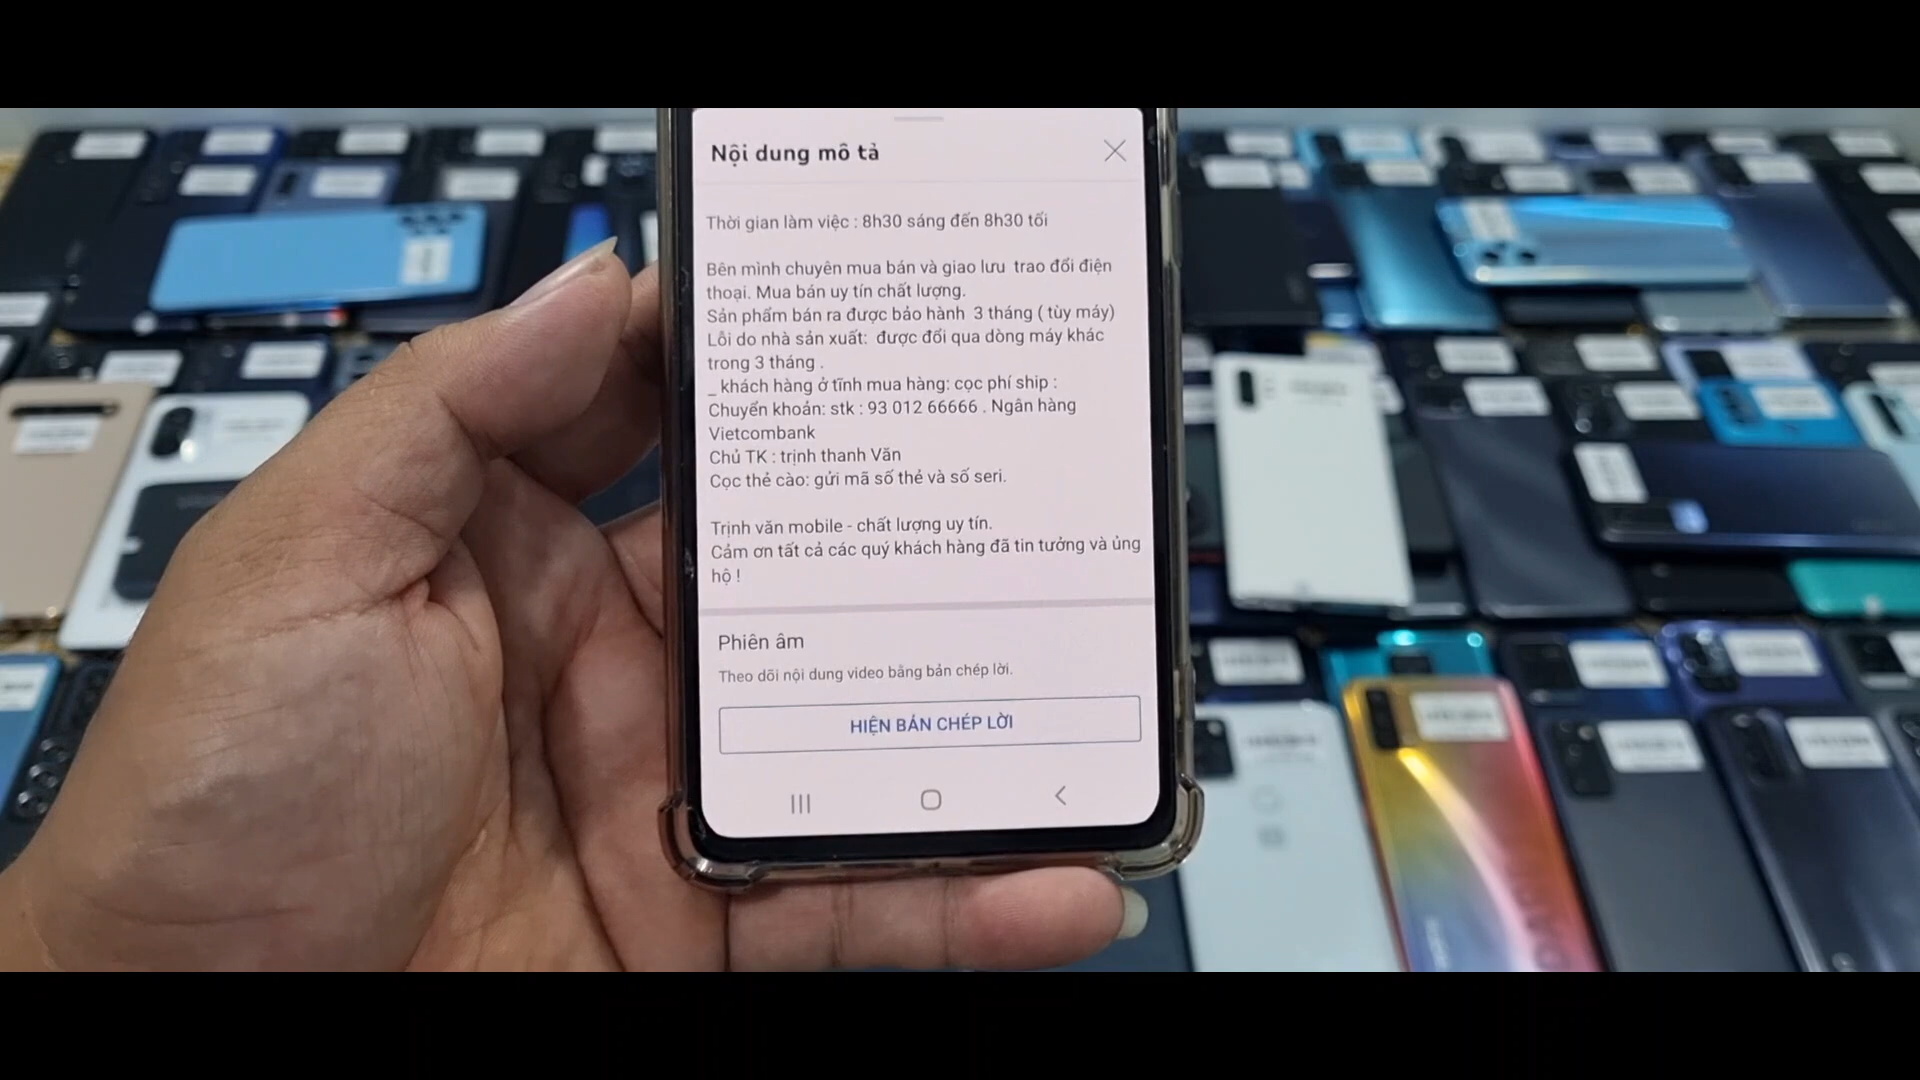 Nội dung mô tả
Thời gian làm việc : 8h30 sáng đến 8h30 tối
Bên mình chuyên mua bán và giao lưu trao đổi điện
thoại. Mua bán uy tín chất lượng.
Sản phẩm bán ra được bảo hành 3 tháng ( tùy máy)
Lỗi do nhà sản xuất: được đổi qua dòng máy khác
trong 3 tháng .
_ khách hàng ở tĩnh mua hàng: cọc phí ship :
Chuyển khoản: stk : 93 012 66666 . Ngân hàng
Vietcombank
Chủ TK : trịnh thanh Văn
Cọc thẻ cào: gửi mã số thẻ và số seri.
Trịnh văn mobile - chất lượng uy tín.
Cảm ơn tất cả các quý khách hàng đã tin tưởng và ủng
hộ !
Phiên âm
Theo dõi nội dung video bằng bản chép lời.
HIỆN BẢN CHÉP LỜI